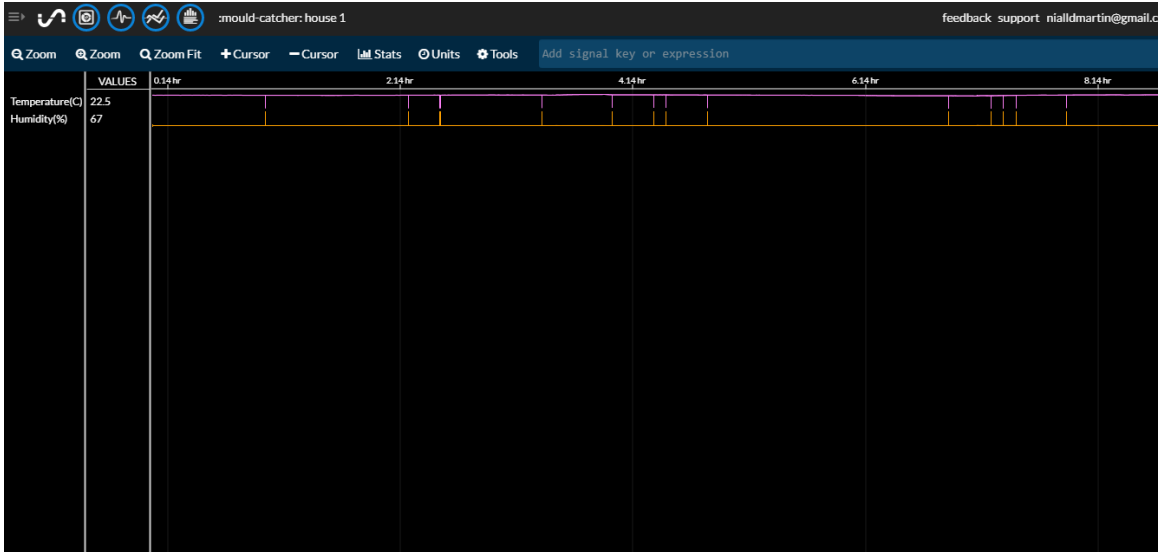 :mould-catcher: house 1 feedback support nialldmartin@gmail.c
Zoom Zoom Zoom Fit Cursor Cursor Stats Units Tools Add signal key or expression
VALUES 0.14 hr 2.14 hr 4.14 hr 6.14 hr 8.14 hr
Temperature(C) 22.5
Humidity(%) 67